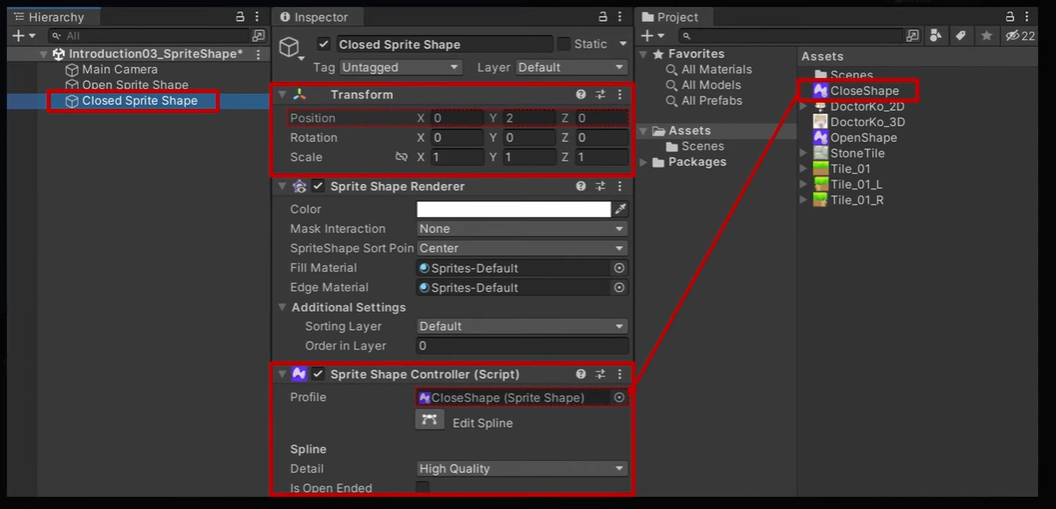 Hierarchy
All
Introduction03_SpriteShape*
Main Camera
Open Sprite Shape
Closed Sprite Shape
Inspector
Closed Sprite Shape
Static
Tag Untagged Layer Default
Transform
Position X 0 Y 2 Z 0
Rotation X 0 Y 0 Z 0
Scale X 1 Y 1 Z 1
Sprite Shape Renderer
Color
Mask Interaction None
SpriteShape Sort Poin Center
Fill Material Sprites-Default
Edge Material Sprites-Default
Additional Settings
Sorting Layer Default
Order in Layer 0
Sprite Shape Controller (Script)
Profile CloseShape (Sprite Shape)
Edit Spline
Spline
Detail High Quality
Is Open Ended
Project
22
Favorites
All Materials
All Models
All Prefabs
Assets
Scenes
Packages
Assets
Scenes
CloseShape
DoctorKo_2D
DoctorKo_3D
OpenShape
StoneTile
Tile_01
Tile_01_L
Tile_01_R